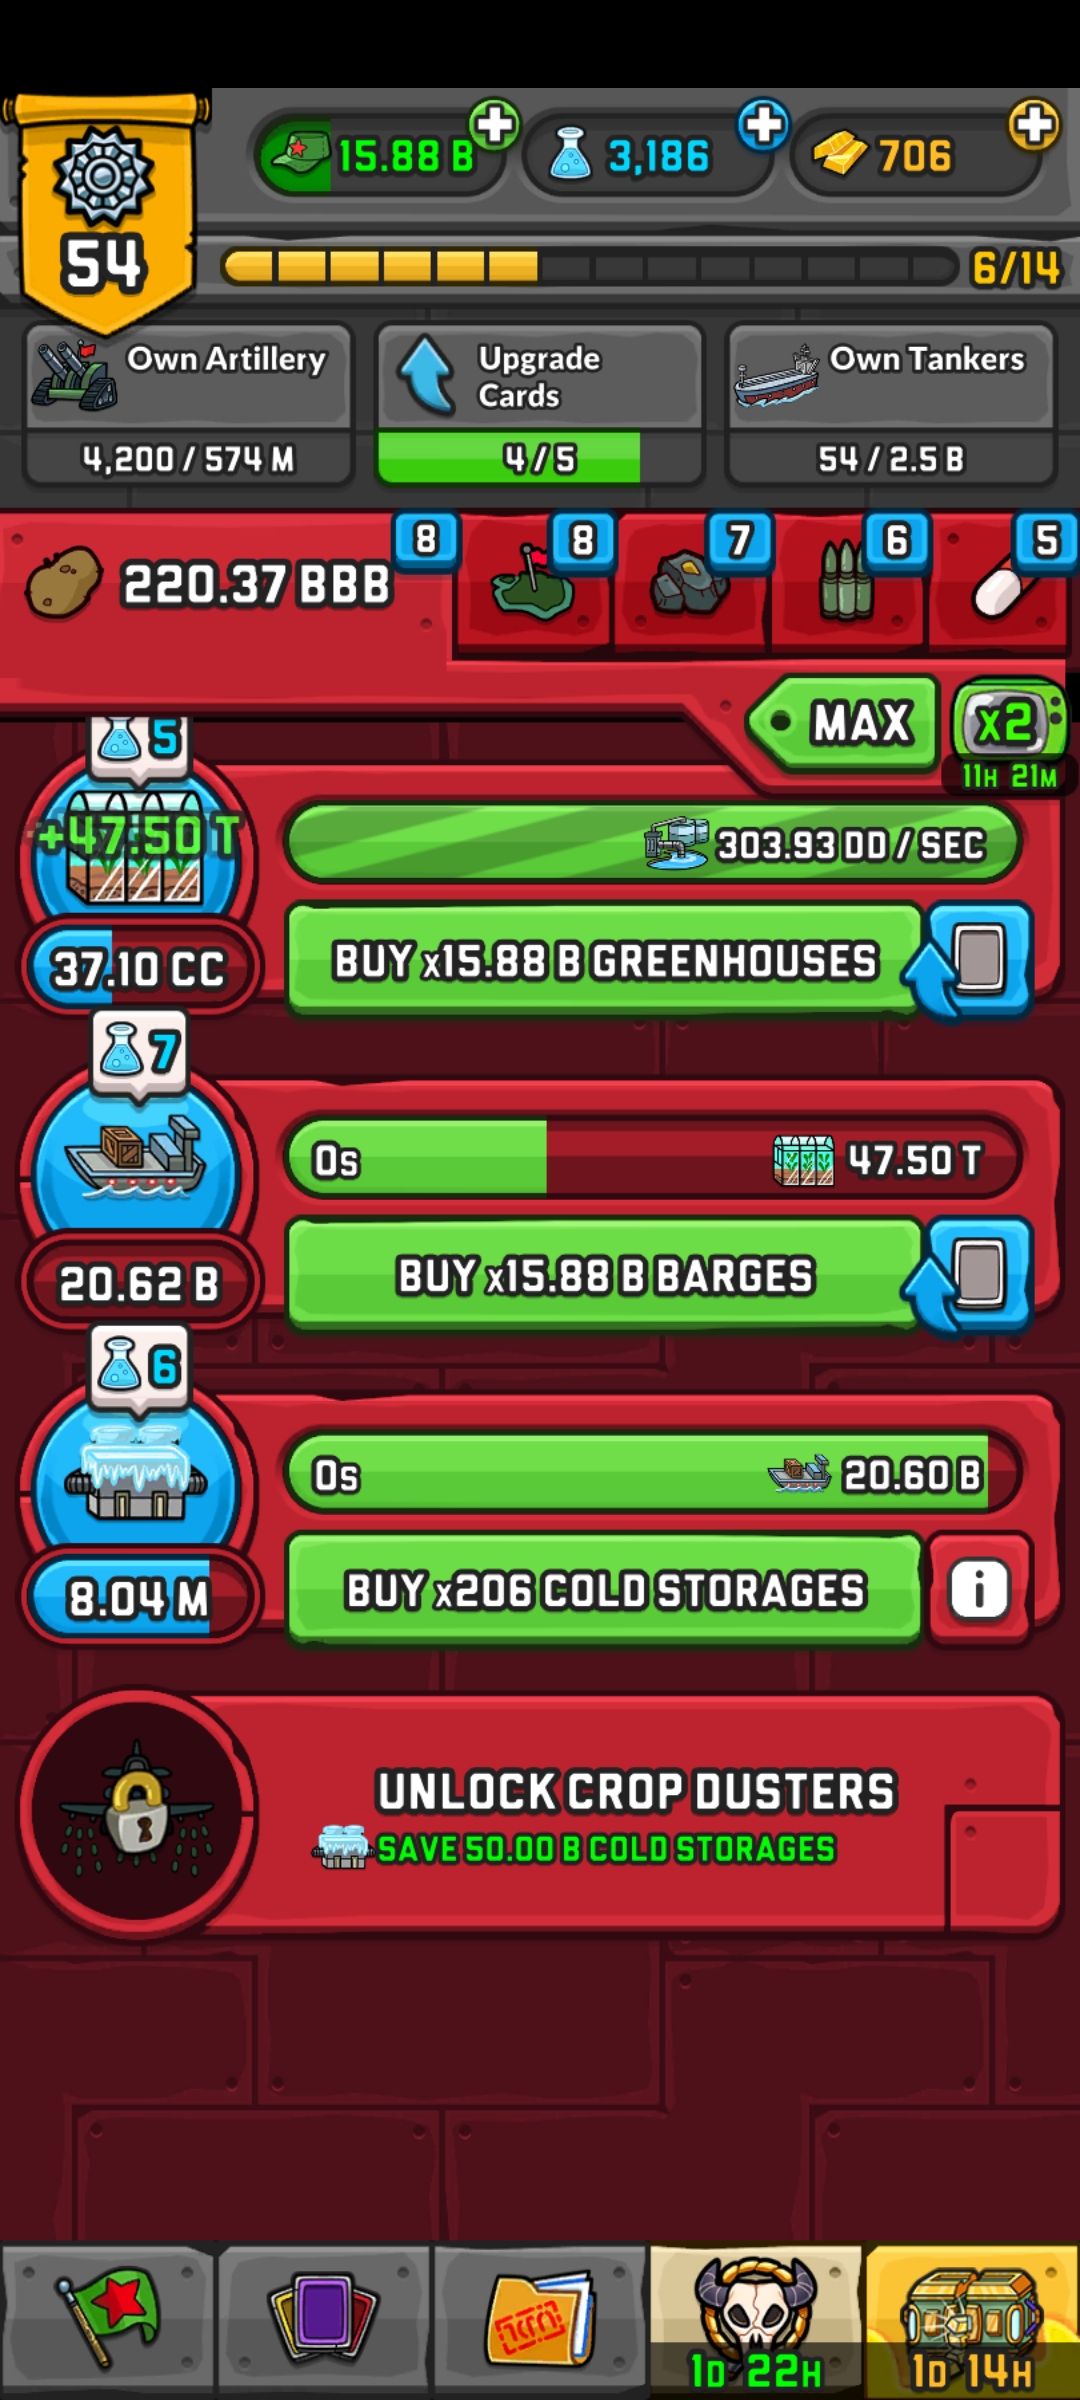 54
15.88 B
3,186
706
6/14
Own Artillery
4,200 / 574 M
Upgrade
Cards
4 / 5
Own Tankers
54 / 2.5 B
220.37 BBB
8
8
7
6
5
MAX
x2
11H 21M
5
+47.50 T
303.93 DD / SEC
37.10 CC
BUY x15.88 B GREENHOUSES
7
0s
47.50 T
20.62 B
BUY x15.88 B BARGES
6
0s
20.60 B
8.04 M
BUY x206 COLD STORAGES
i
UNLOCK CROP DUSTERS
SAVE 50.00 B COLD STORAGES
1D 22H
1D 14H